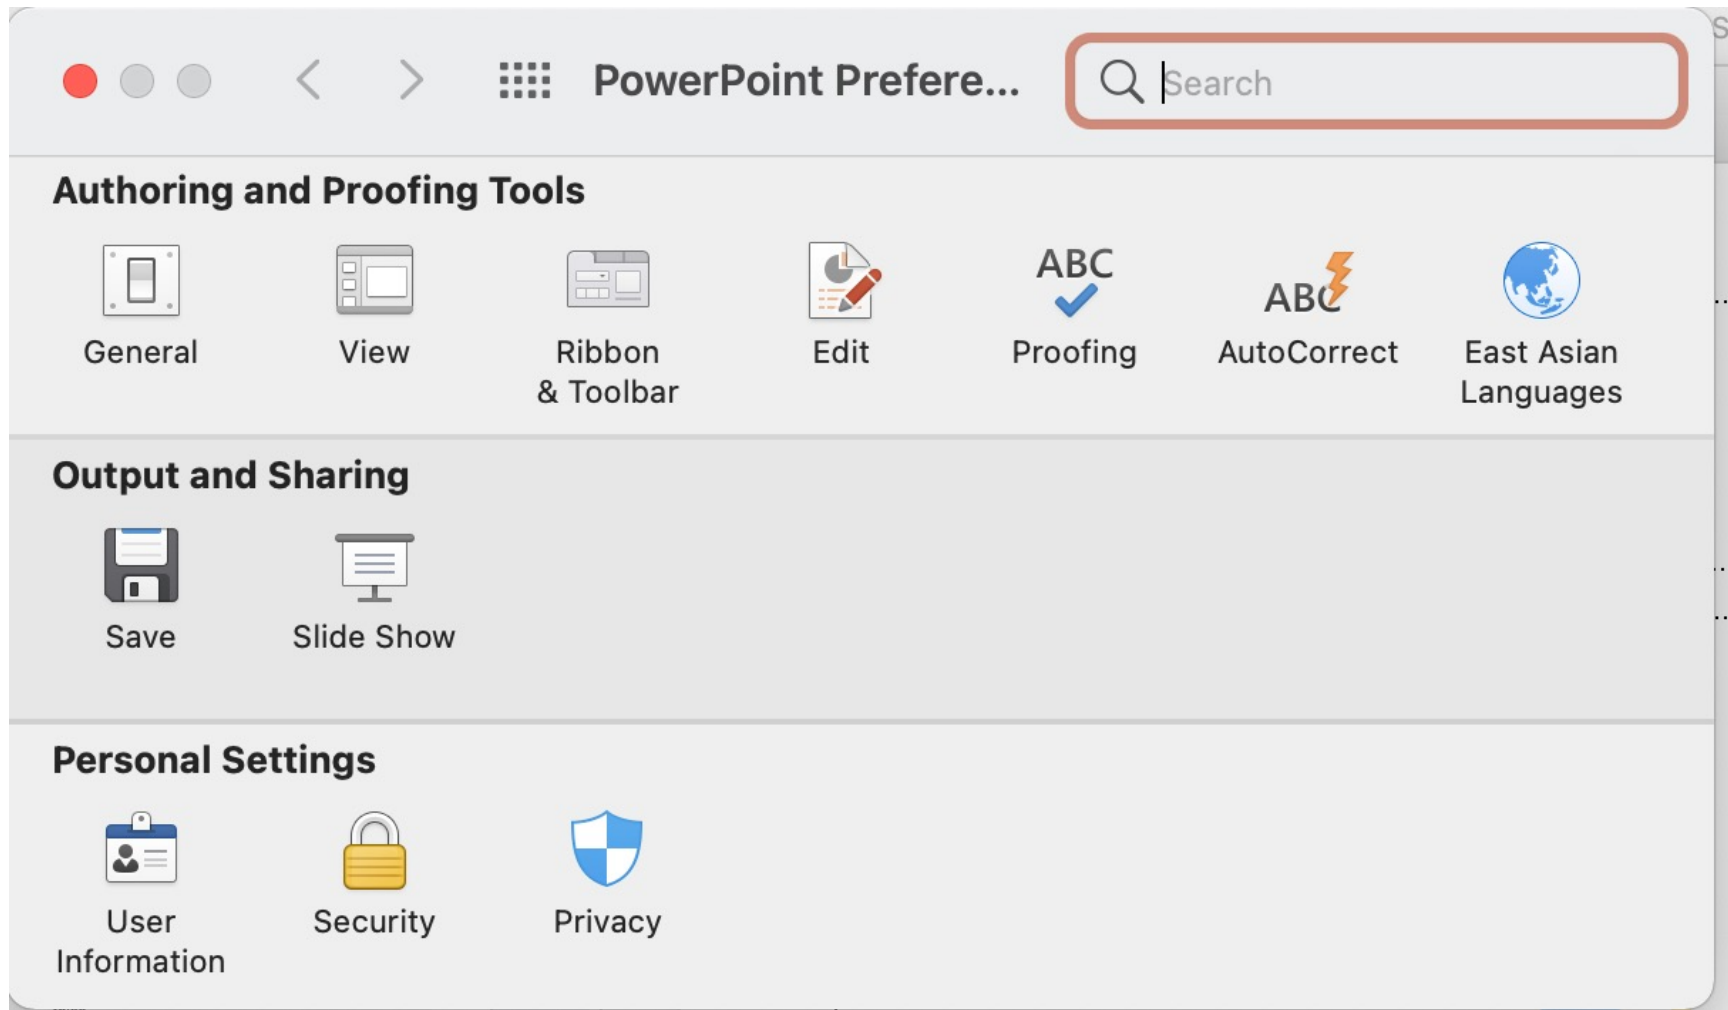 PowerPoint Prefere...
Search
Authoring and Proofing Tools
General
View
Ribbon
& Toolbar
Edit
ABC
Proofing
ABC
AutoCorrect
East Asian
Languages
Output and Sharing
Save
Slide Show
Personal Settings
User
Information
Security
Privacy